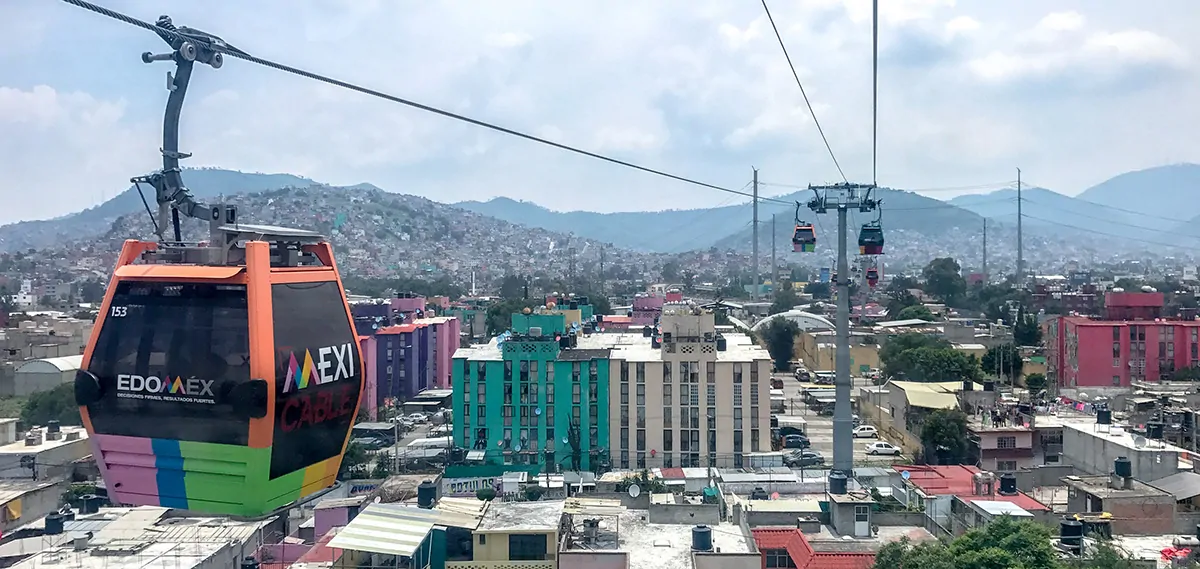 153
EDOMÉX
DECISIONES FIRMES, RESULTADOS FUERTES.
MEXI
CABLE